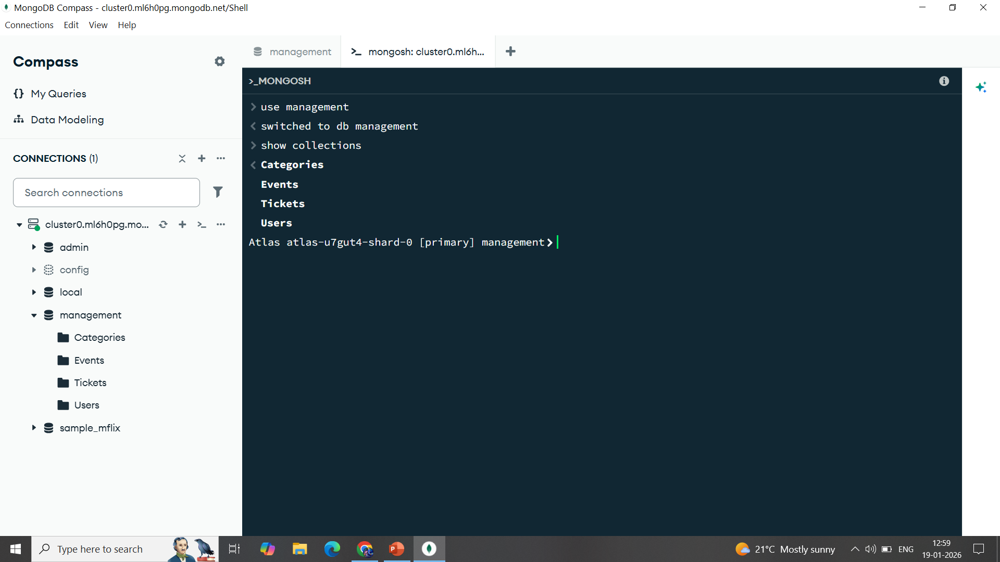 MongoDB Compass - cluster0.ml6h0pg.mongodb.net/Shell
Connections Edit View Help
Compass
My Queries
Data Modeling
CONNECTIONS (1)
Search connections
cluster0.ml6h0pg.mo...
admin
config
local
management
Categories
Events
Tickets
Users
sample_mflix
management
mongosh: cluster0.ml6h...
>_MONGOSH
> use management
< switched to db management
> show collections
< Categories
Events
Tickets
Users
Atlas atlas-u7gut4-shard-0 [primary] management>
Type here to search
21°C Mostly sunny
ENG
12:59
19-01-2026